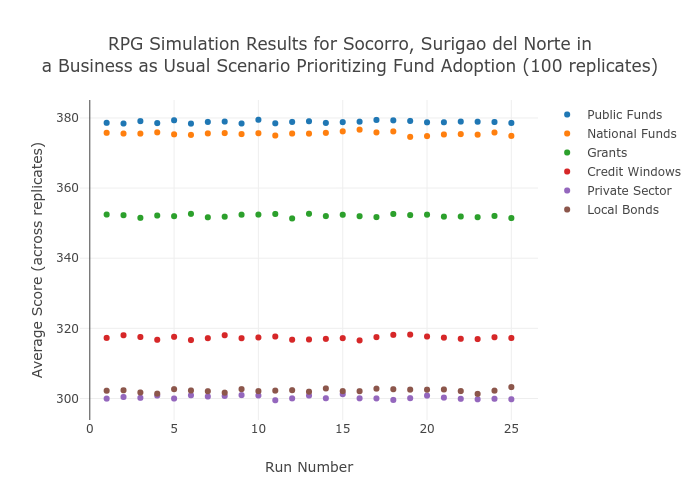 RPG Simulation Results for Socorro, Surigao del Norte in
a Business as Usual Scenario Prioritizing Fund Adoption (100 replicates)
Average Score (across replicates)
380
360
340
320
300
0
5
10
15
20
25
Run Number
Public Funds
National Funds
Grants
Credit Windows
Private Sector
Local Bonds